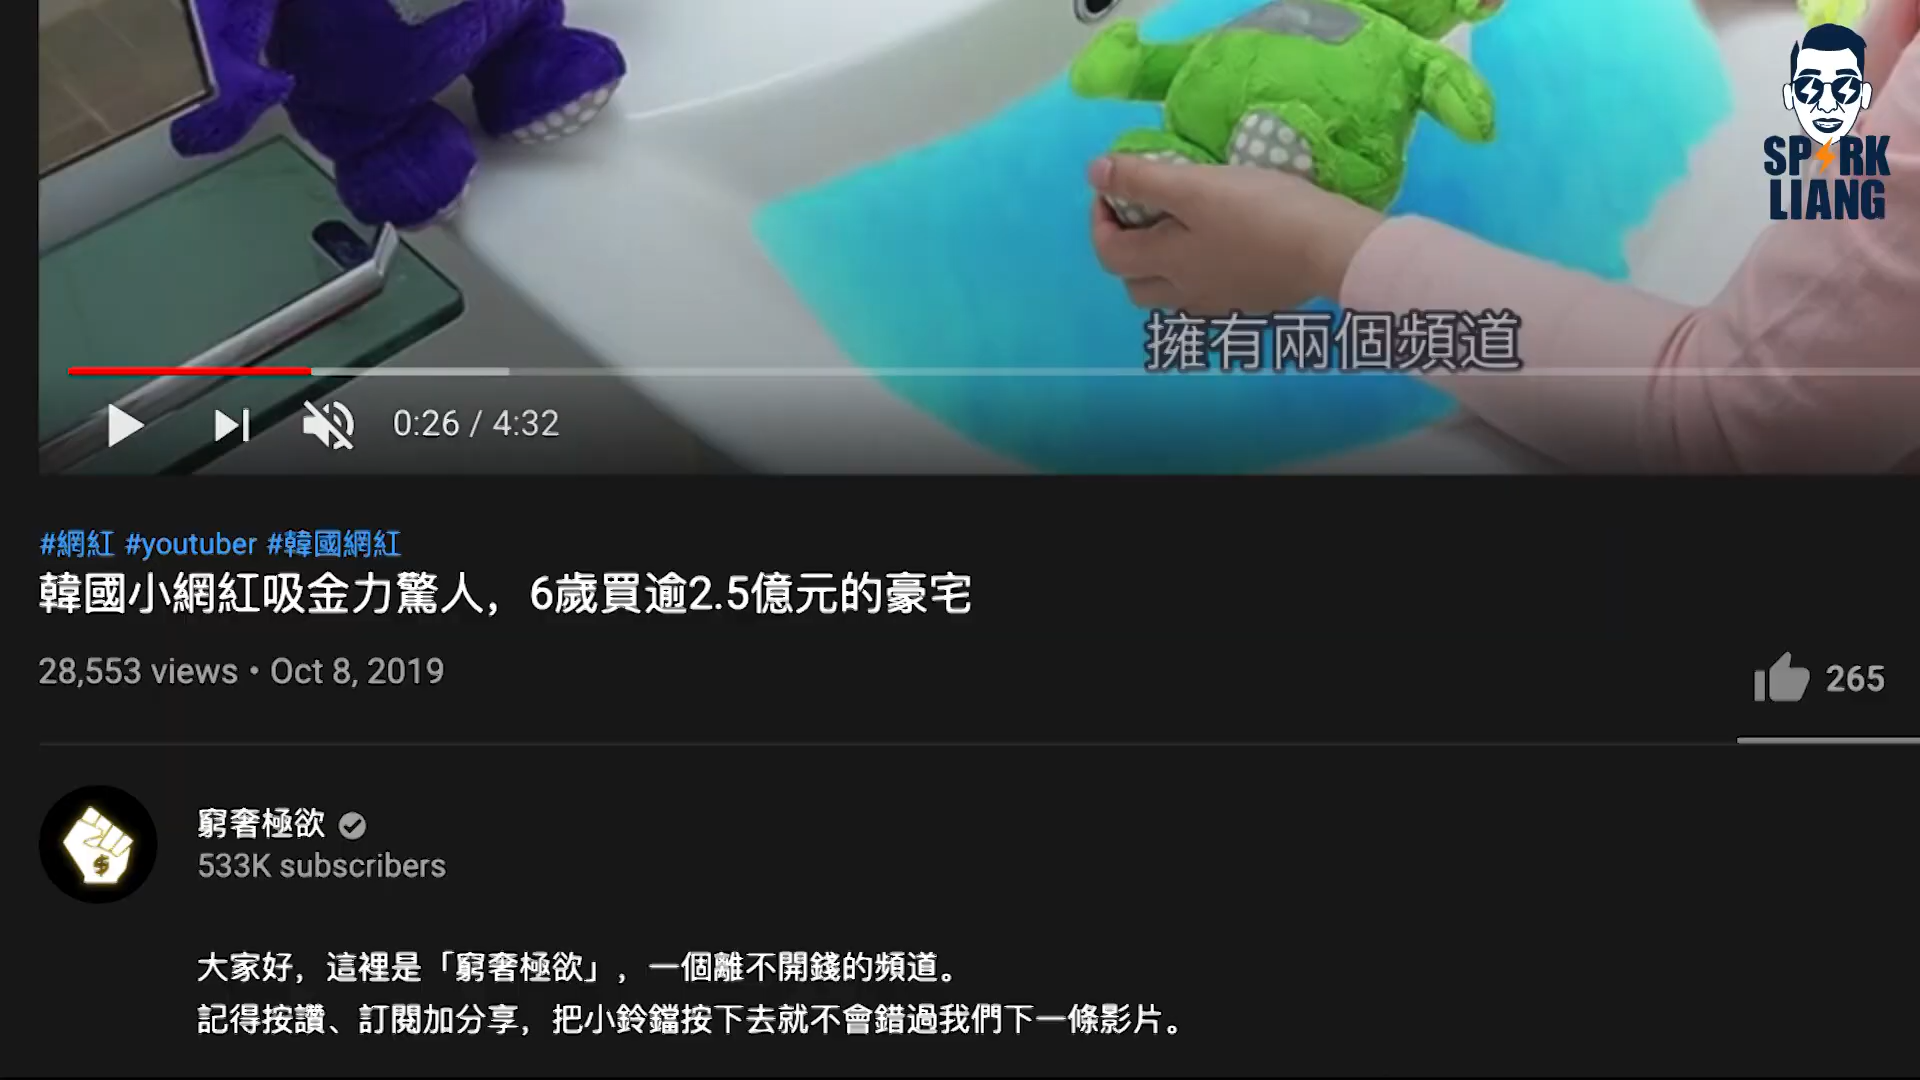 SPARK
LIANG
擁有兩個頻道
0:26 / 4:32
#網紅 #youtuber #韓國網紅
韓國小網紅吸金力驚人，6歲買逾2.5億元的豪宅
28,553 views • Oct 8, 2019
265
窮奢極欲
533K subscribers
大家好，這裡是「窮奢極欲」，一個離不開錢的頻道。
記得按讚、訂閱加分享，把小鈴鐺按下去就不會錯過我們下一條影片。